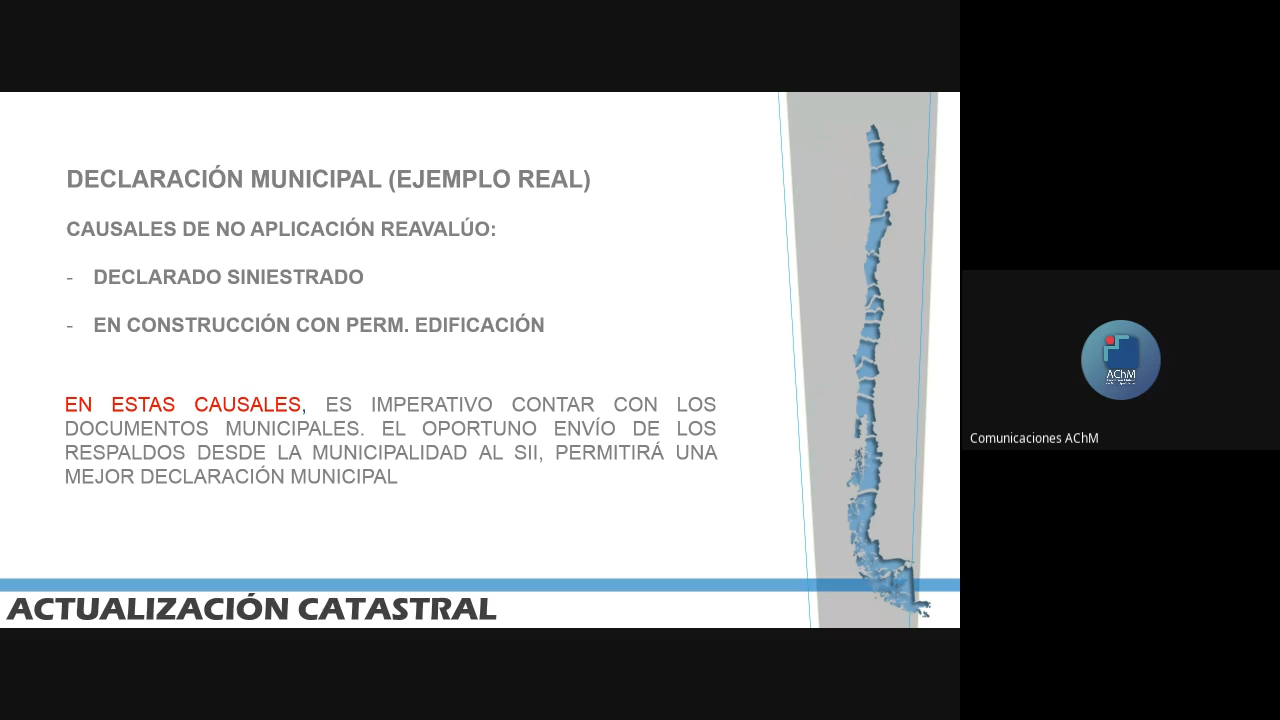 DECLARACIÓN MUNICIPAL (EJEMPLO REAL)
CAUSALES DE NO APLICACIÓN REAVALÚO:
- DECLARADO SINIESTRADO
- EN CONSTRUCCIÓN CON PERM. EDIFICACIÓN
EN ESTAS CAUSALES, ES IMPERATIVO CONTAR CON LOS
DOCUMENTOS MUNICIPALES. EL OPORTUNO ENVÍO DE LOS
RESPALDOS DESDE LA MUNICIPALIDAD AL SII, PERMITIRÁ UNA
MEJOR DECLARACIÓN MUNICIPAL
ACTUALIZACIÓN CATASTRAL
AChM
Comunicaciones AChM